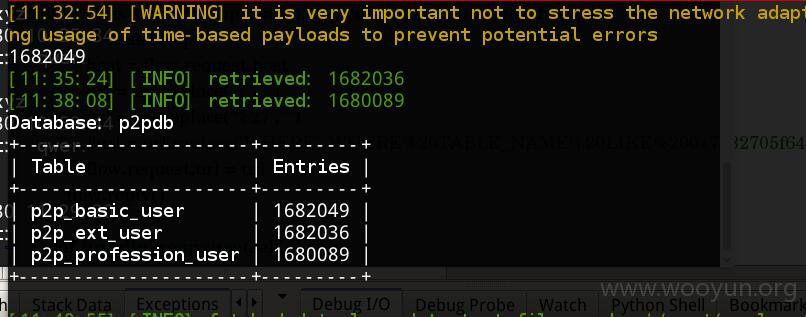 [11:32:54] [WARNING] it is very important not to stress the network adapt
ng usage of time-based payloads to prevent potential errors
1682049
[11:35:24] [INFO] retrieved: 1682036
[11:38:08] [INFO] retrieved: 1680089
Database: p2pdb
+--------------------+---------+
| Table | Entries |
+--------------------+---------+
| p2p_basic_user | 1682049 |
| p2p_ext_user | 1682036 |
| p2p_profession_user | 1680089 |
+--------------------+---------+
www.wooyun.org
Stack Data Exceptions Debug I/O Debug Probe Watch Python Shell Bookmark